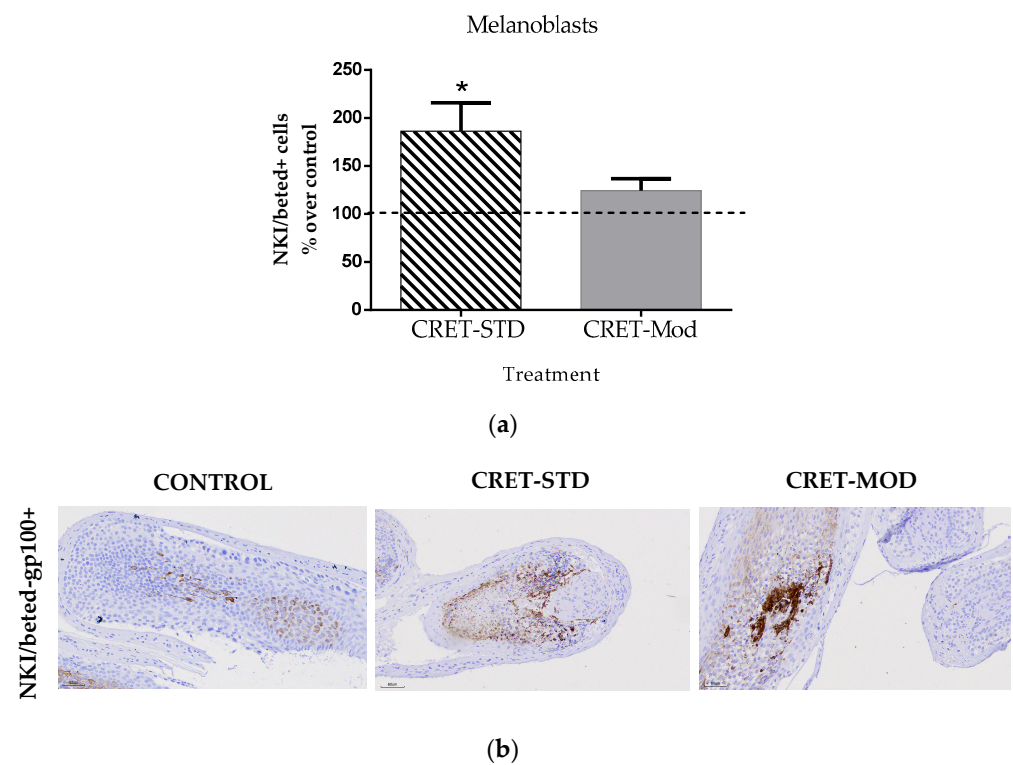 Melanoblasts
NKI/beted+ cells
% over control
250
200
150
100
50
0
*
CRET-STD CRET-Mod
Treatment
(a)
CONTROL CRET-STD CRET-MOD
NKI/beted-gp100+
(b)